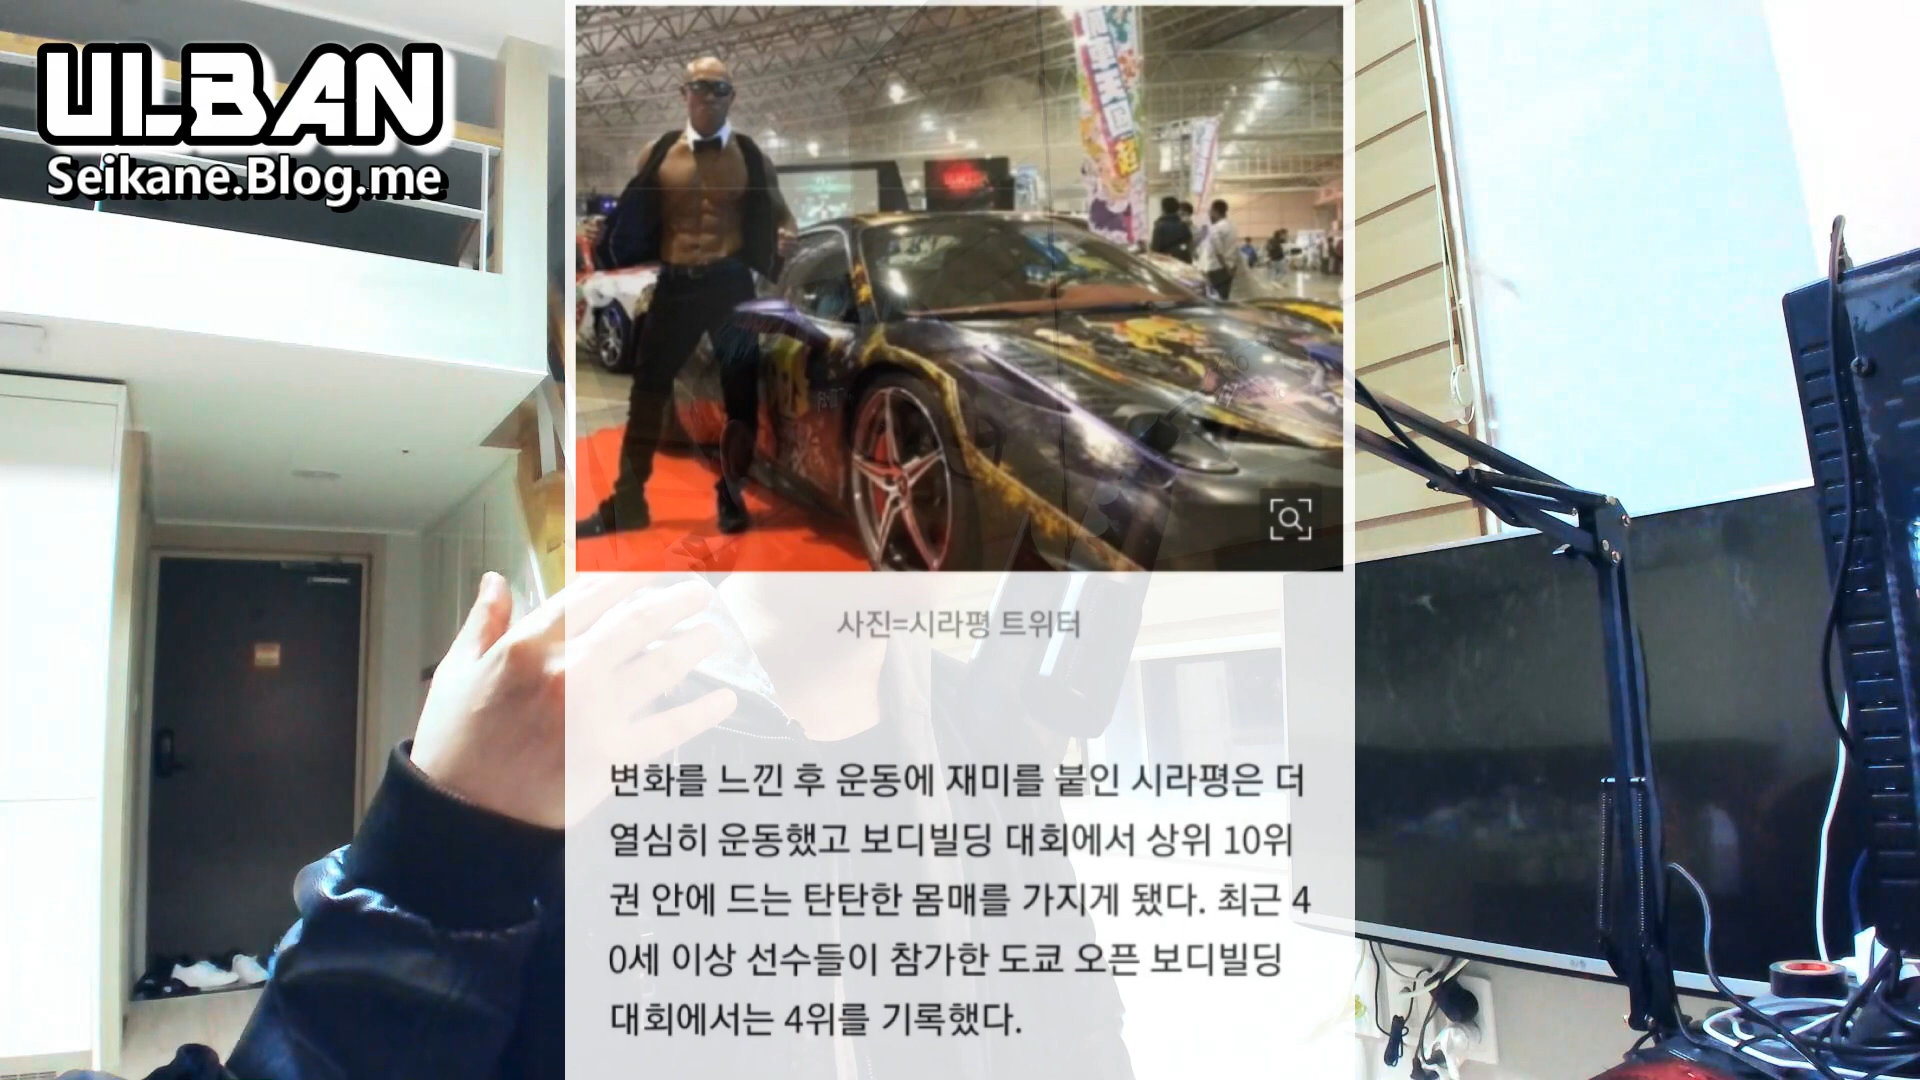 ULBAN
Seikane.Blog.me
사진=시라평 트위터
변화를 느낀 후 운동에 재미를 붙인 시라평은 더
열심히 운동했고 보디빌딩 대회에서 상위 10위
권 안에 드는 탄탄한 몸매를 가지게 됐다. 최근 4
0세 이상 선수들이 참가한 도쿄 오픈 보디빌딩
대회에서는 4위를 기록했다.